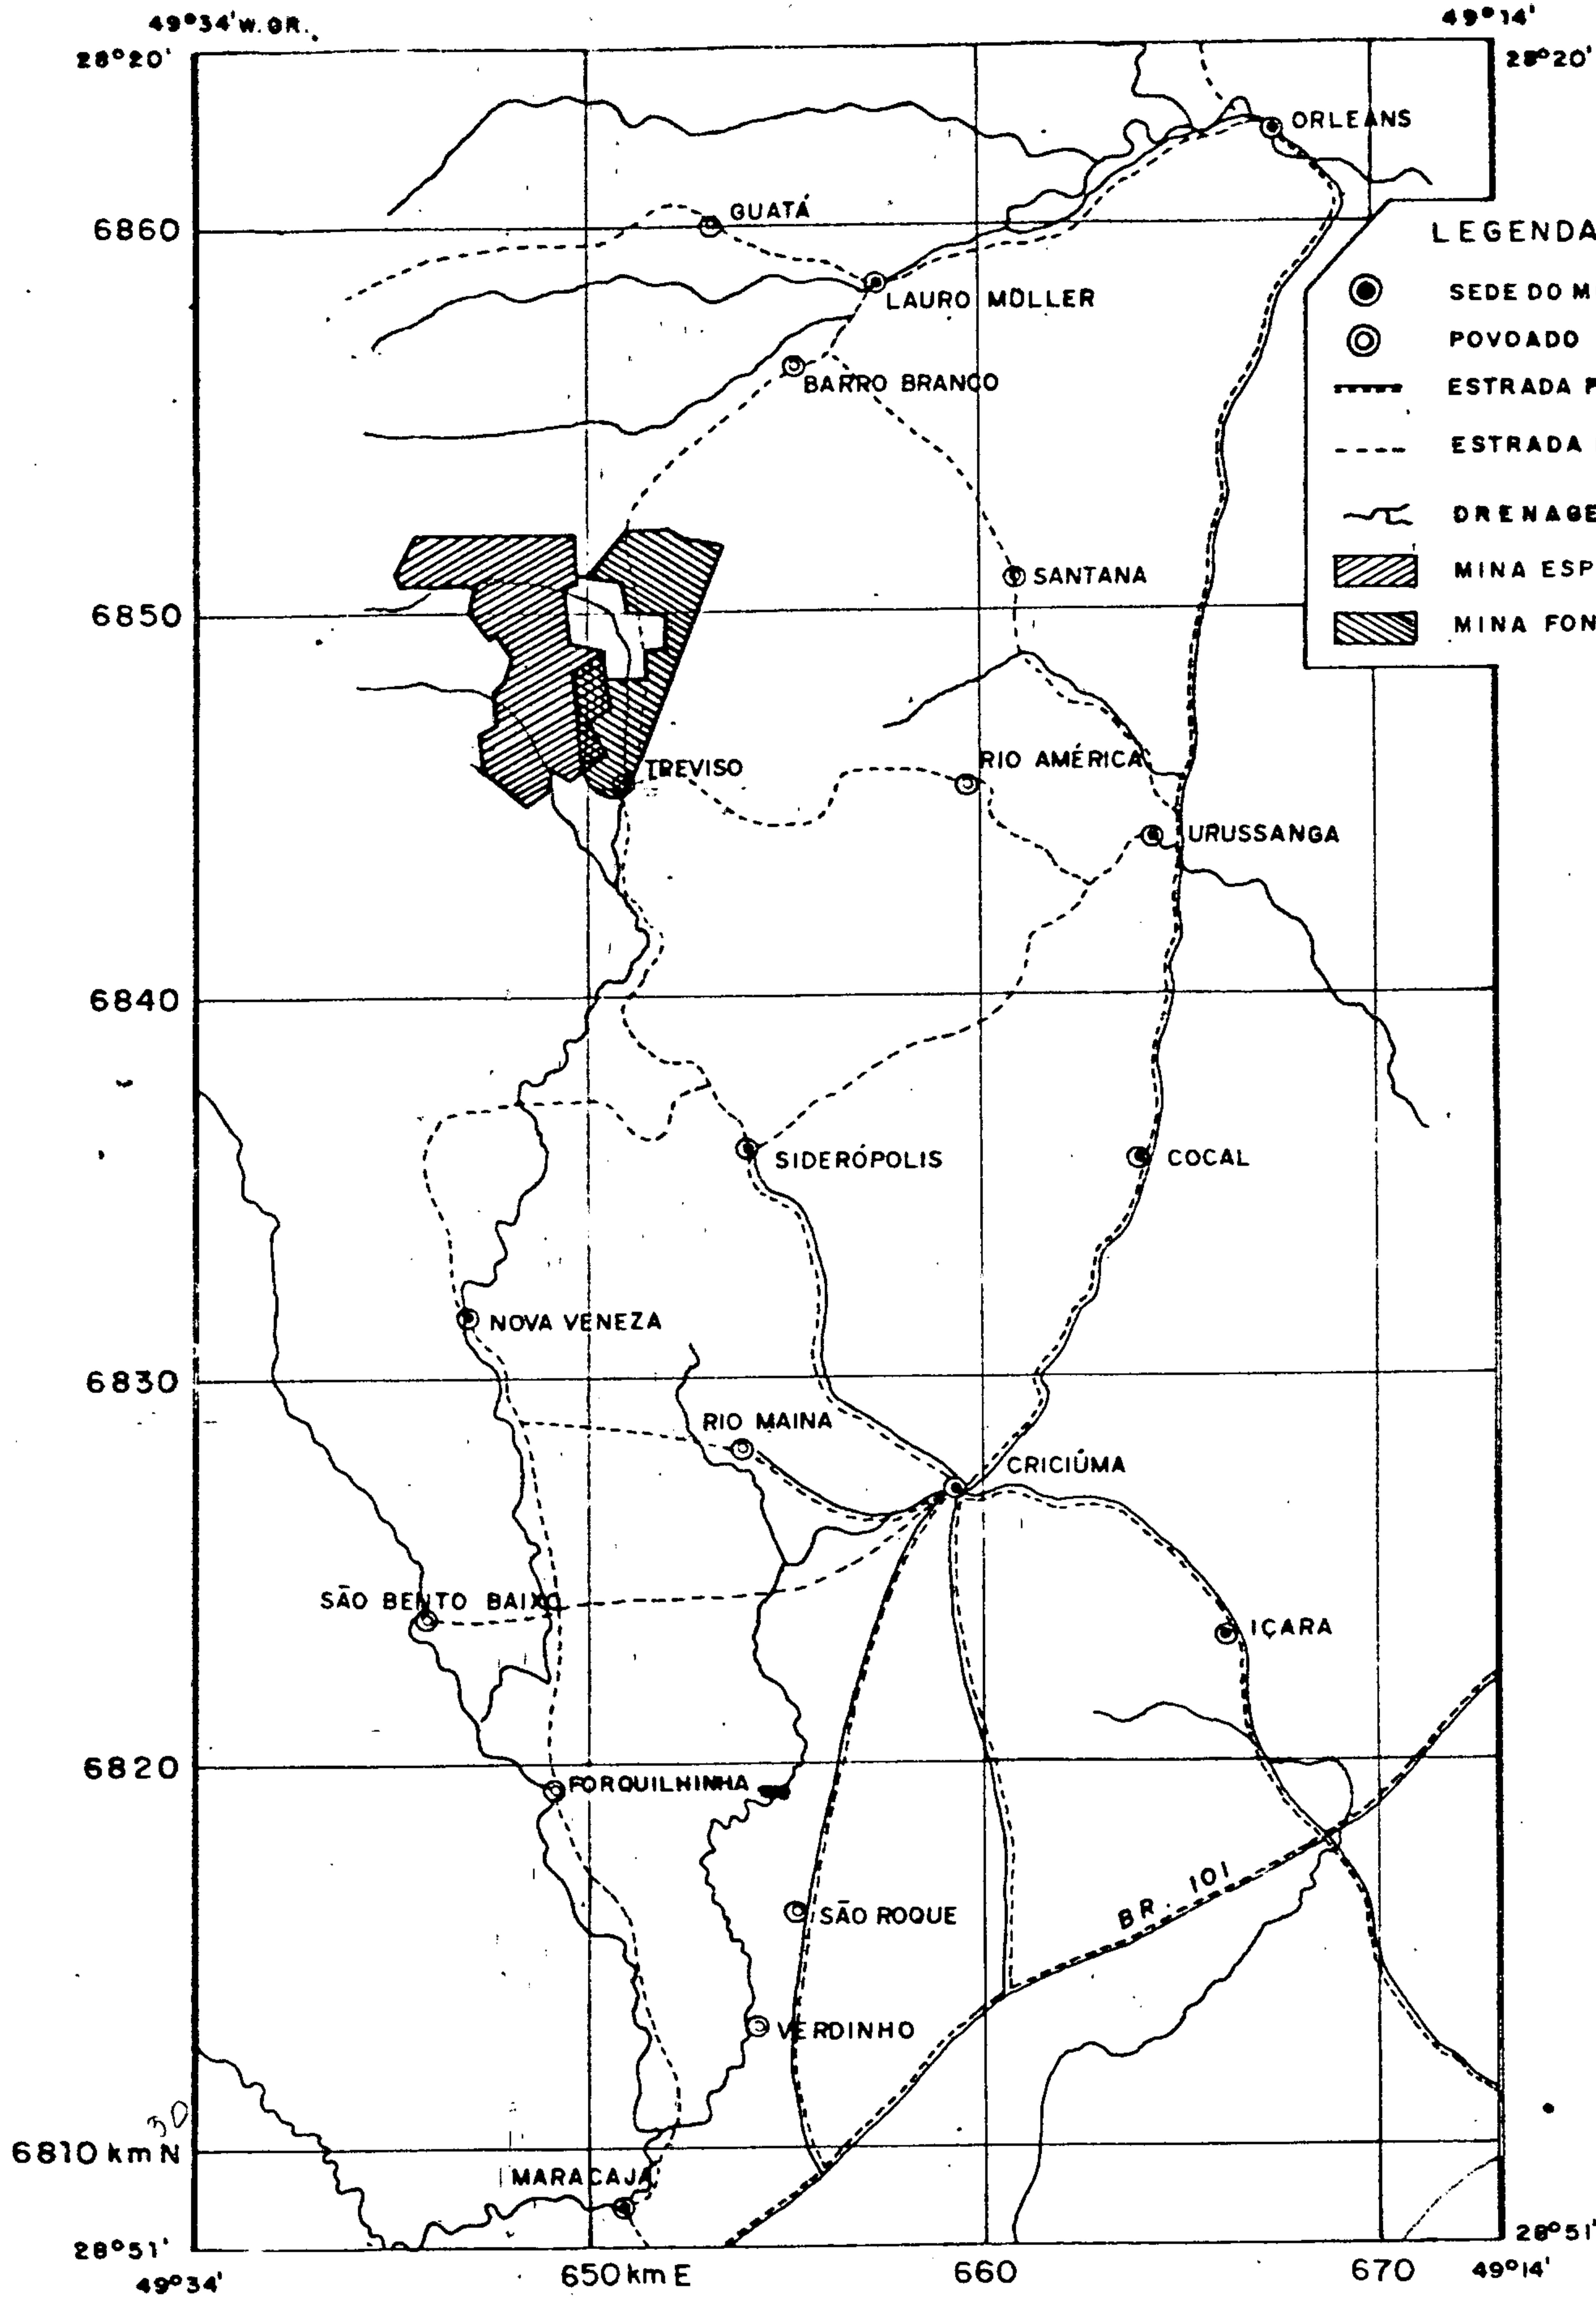 49°34' W.GR.
49°14'
28°20'
28°20'
ORLEANS
GUATÁ
6860
LEGENDA
SEDE DO M
LAURO MÜLLER
POVOADO
BARRO BRANCO
ESTRADA
ESTRADA
DRENAGE
MINA ESP
SANTANA
6850
MINA FON
RIO AMÉRICA
TREVISO
URUSSANGA
6840
SIDERÓPOLIS
COCAL
NOVA VENEZA
6830
RIO MAINA
CRICIÚMA
SÃO BENTO BAIXO
IÇARA
6820
FORQUILHINHA
BR. 101
SÃO ROQUE
VERDINHO
30
6810 km N
MARACAJÁ
28°51'
28°51'
49°34'
650 km E
660
670
49°14'